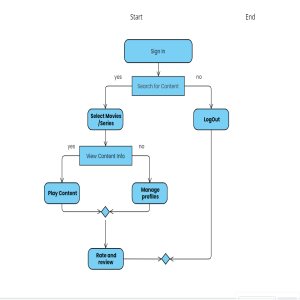 Start End
Sign in
yes no
Search for Content
Select Movies
/Series
LogOut
yes no
View Content Info
Play Content
Manage
profiles
Rate and
review